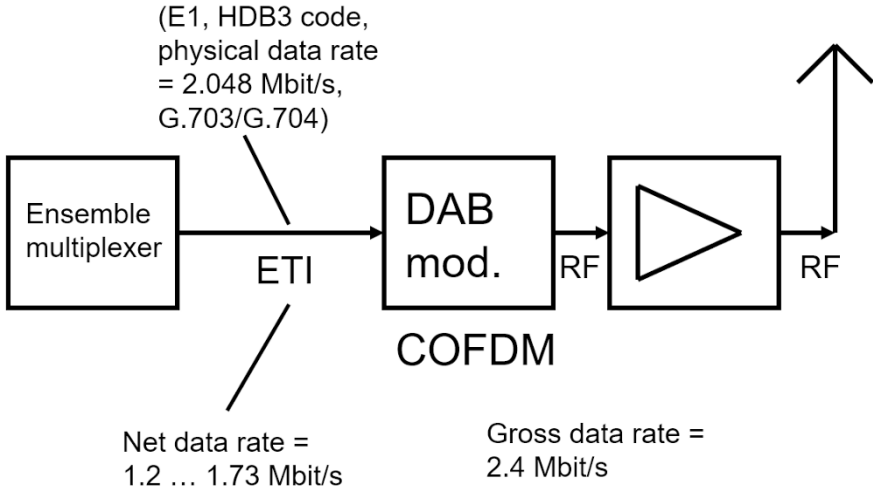 (E1, HDB3 code,
physical data rate
= 2.048 Mbit/s,
G.703/G.704)
Ensemble
multiplexer
ETI
DAB
mod.
RF
RF
COFDM
Net data rate =
1.2 … 1.73 Mbit/s
Gross data rate =
2.4 Mbit/s